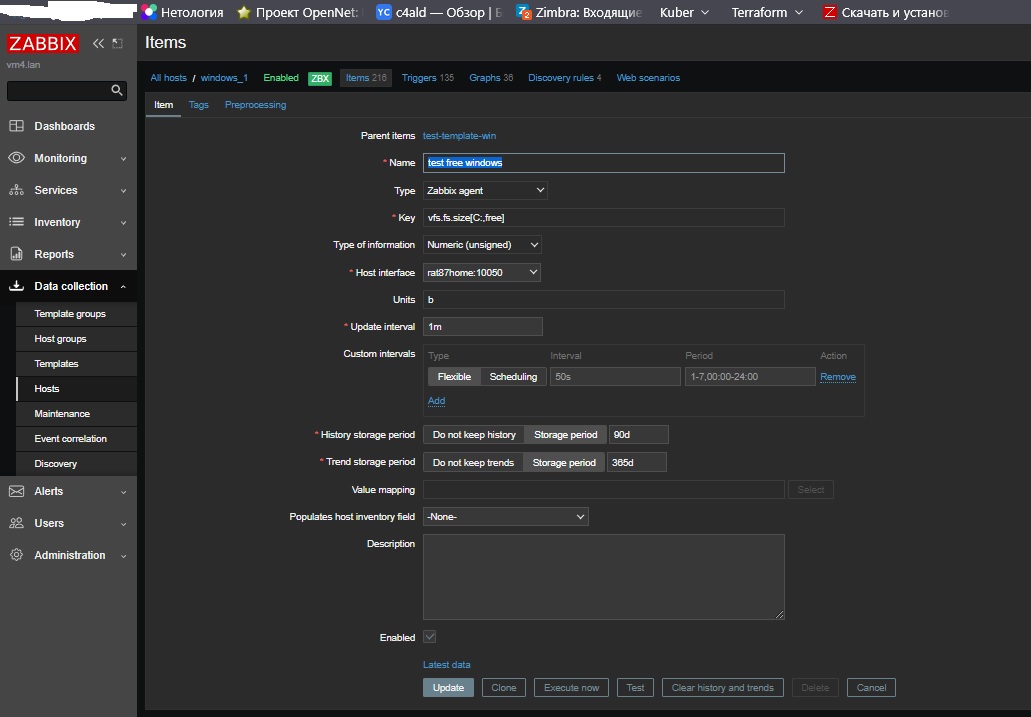 Нетология Проект OpenNet: c4ald — Обзор | Б Zimbra: Входящие Kuber Terraform Скачать и установ
ZABBIX
vm4.lan
Items
All hosts / windows_1 Enabled ZBX Items 216 Triggers 135 Graphs 36 Discovery rules 4 Web scenarios
Item Tags Preprocessing
Dashboards
Monitoring
Services
Inventory
Reports
Data collection
Template groups
Host groups
Templates
Hosts
Maintenance
Event correlation
Discovery
Alerts
Users
Administration
Parent items test-template-win
* Name test free windows
Type Zabbix agent
* Key vfs.fs.size[C:,free]
Type of information Numeric (unsigned)
* Host interface rat87home:10050
Units b
* Update interval 1m
Custom intervals Type Interval Period Action
Flexible Scheduling 50s 1-7,00:00-24:00 Remove
Add
* History storage period Do not keep history Storage period 90d
* Trend storage period Do not keep trends Storage period 365d
Value mapping Select
Populates host inventory field -None-
Description
Enabled
Latest data
Update Clone Execute now Test Clear history and trends Delete Cancel